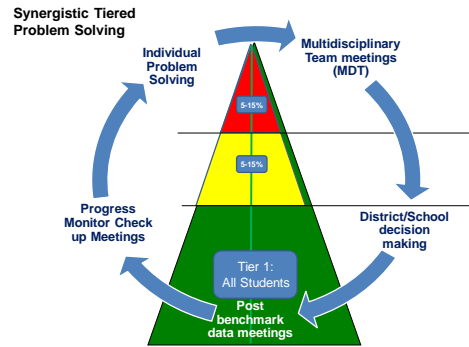 Synergistic Tiered
Problem Solving
Individual
Problem
Solving
Multidisciplinary
Team meetings
(MDT)
5-15%
5-15%
Progress
Monitor Check
up Meetings
District/School
decision
making
Tier 1:
All Students
Post
benchmark
data meetings